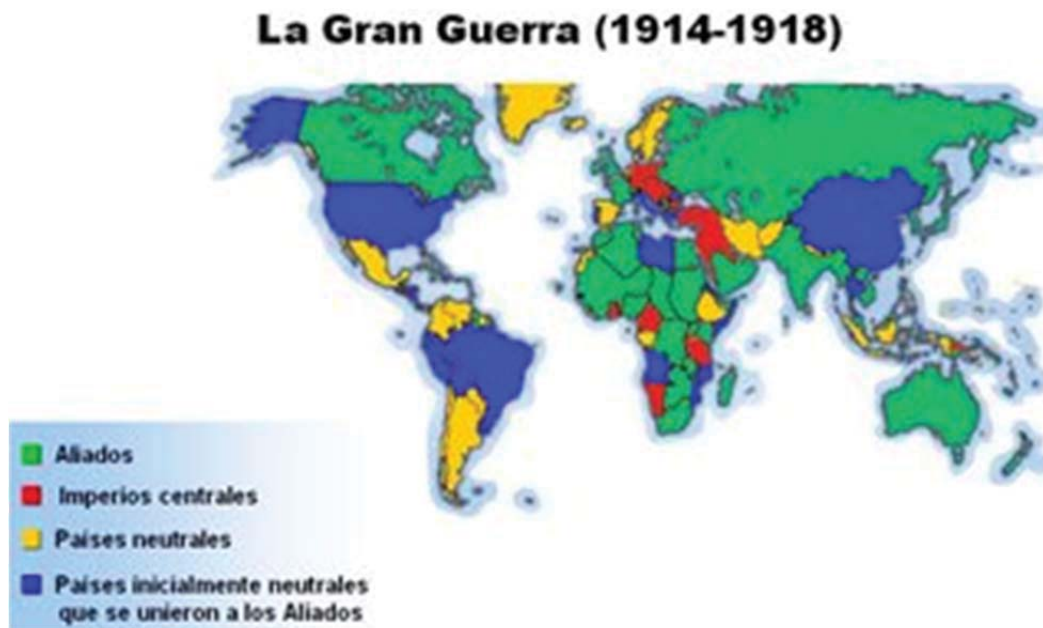 La Gran Guerra (1914-1918)
Aliados
Imperios centrales
Países neutrales
Países inicialmente neutrales
que se unieron a los Aliados